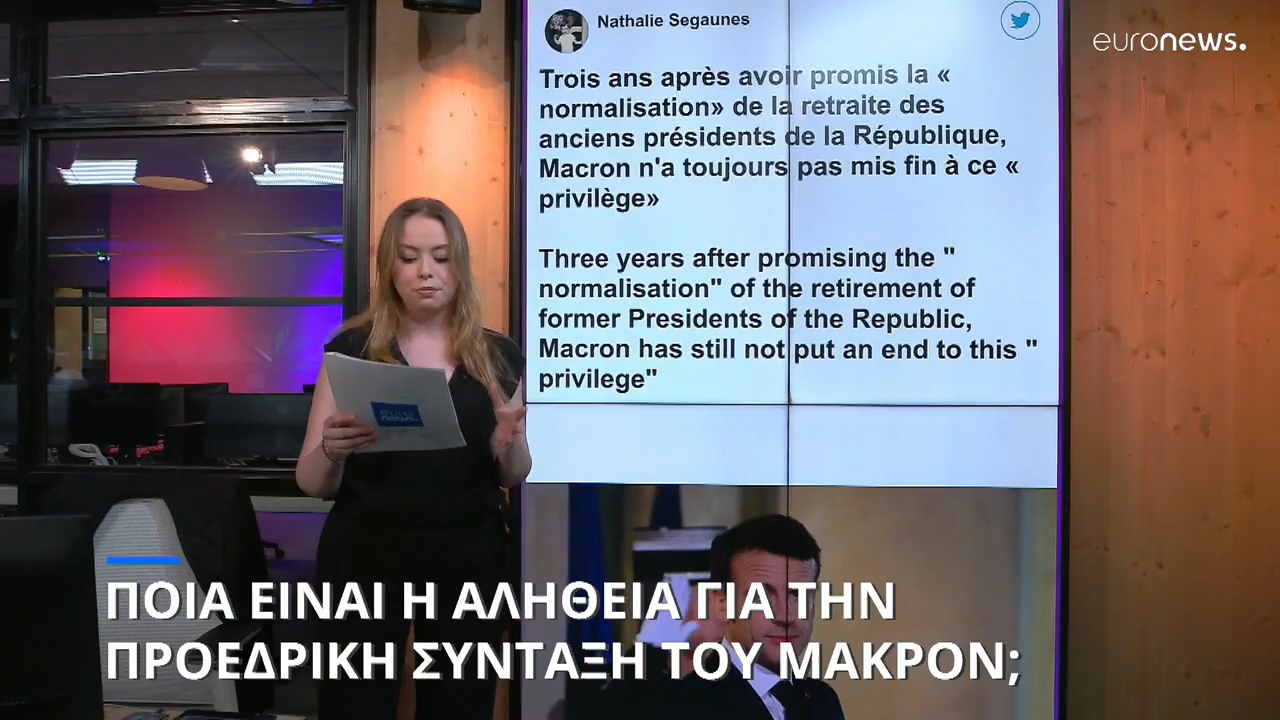 Nathalie Segaunes
euronews.
Trois ans après avoir promis la «
normalisation» de la retraite des
anciens présidents de la République,
Macron n'a toujours pas mis fin à ce «
privilège»
Three years after promising the "
normalisation" of the retirement of
former Presidents of the Republic,
Macron has still not put an end to this "
privilege"
ΠΟΙΑ ΕΙΝΑΙ Η ΑΛΗΘΕΙΑ ΓΙΑ ΤΗΝ
ΠΡΟΕΔΡΙΚΗ ΣΥΝΤΑΞΗ ΤΟΥ ΜΑΚΡΟΝ;